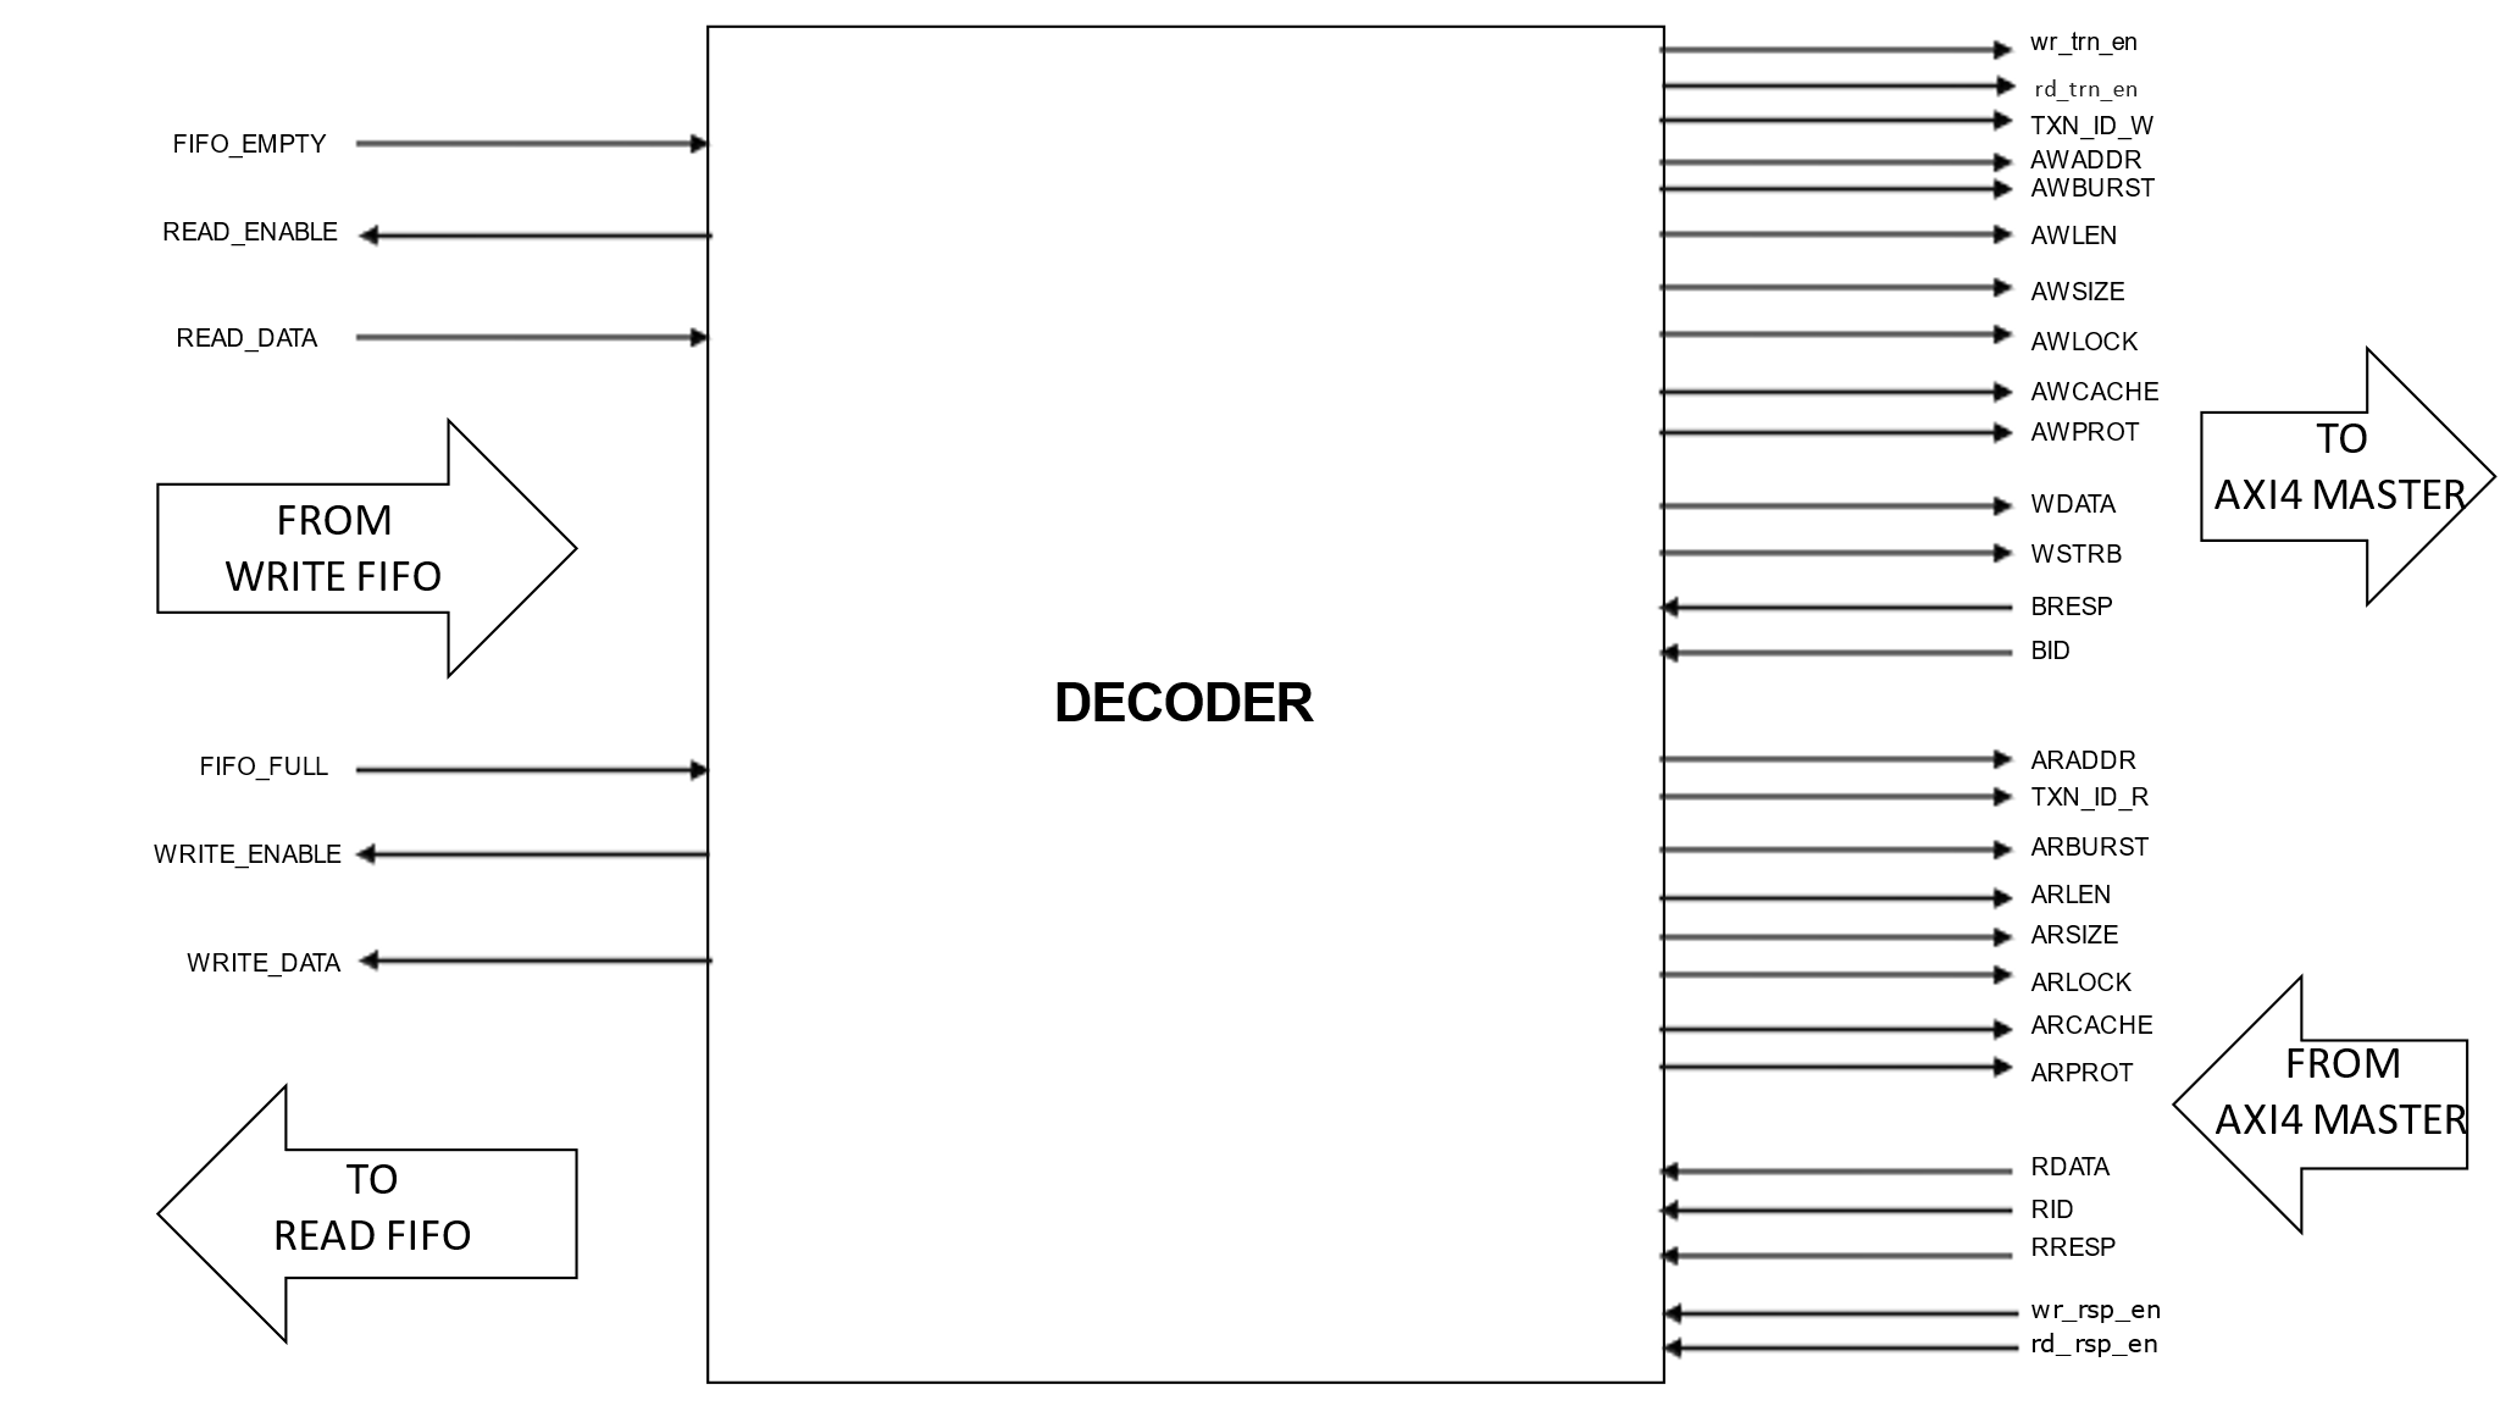 FIFO_EMPTY
READ_ENABLE
READ_DATA
FROM
WRITE FIFO
FIFO_FULL
WRITE_ENABLE
WRITE_DATA
TO
READ FIFO
DECODER
wr_trn_en
rd_trn_en
TXN_ID_W
AWADDR
AWBURST
AWLEN
AWSIZE
AWLOCK
AWCACHE
AWPROT
WDATA
WSTRB
BRESP
BID
ARADDR
TXN_ID_R
ARBURST
ARLEN
ARSIZE
ARLOCK
ARCACHE
ARPROT
RDATA
RID
RRESP
wr_rsp_en
rd_rsp_en
TO
AXI4 MASTER
FROM
AXI4 MASTER